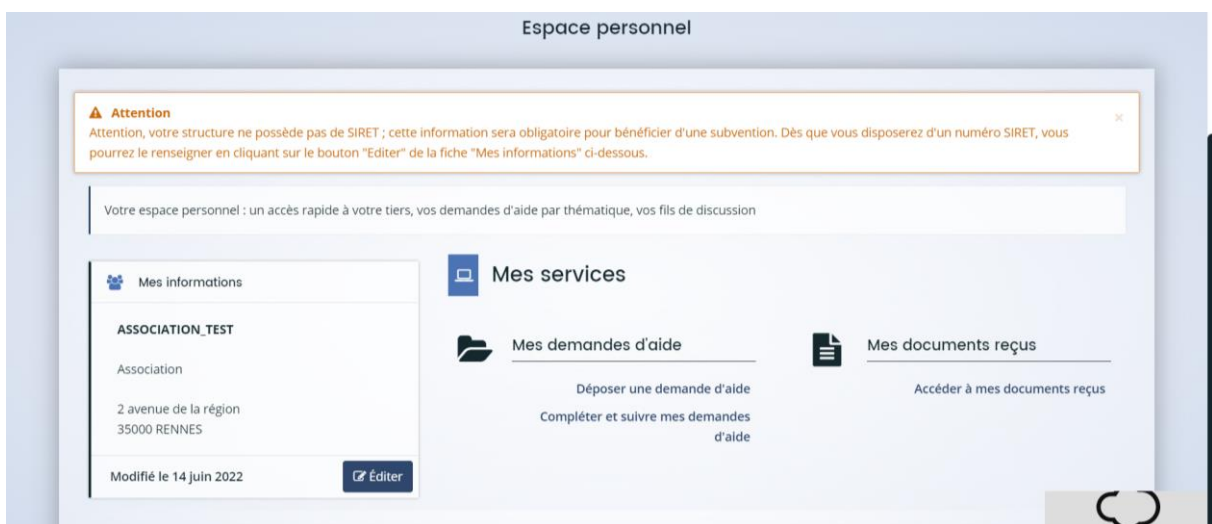 Espace personnel
Attention
Attention, votre structure ne possède pas de SIRET ; cette information sera obligatoire pour bénéficier d'une subvention. Dès que vous disposerez d'un numéro SIRET, vous
pourrez le renseigner en cliquant sur le bouton "Editer" de la fiche "Mes informations" ci-dessous.
Votre espace personnel : un accès rapide à votre tiers, vos demandes d'aide par thématique, vos fils de discussion
Mes informations
ASSOCIATION_TEST
Association
2 avenue de la région
35000 RENNES
Modifié le 14 juin 2022
Éditer
Mes services
Mes demandes d'aide
Déposer une demande d'aide
Compléter et suivre mes demandes
d'aide
Mes documents reçus
Accéder à mes documents reçus